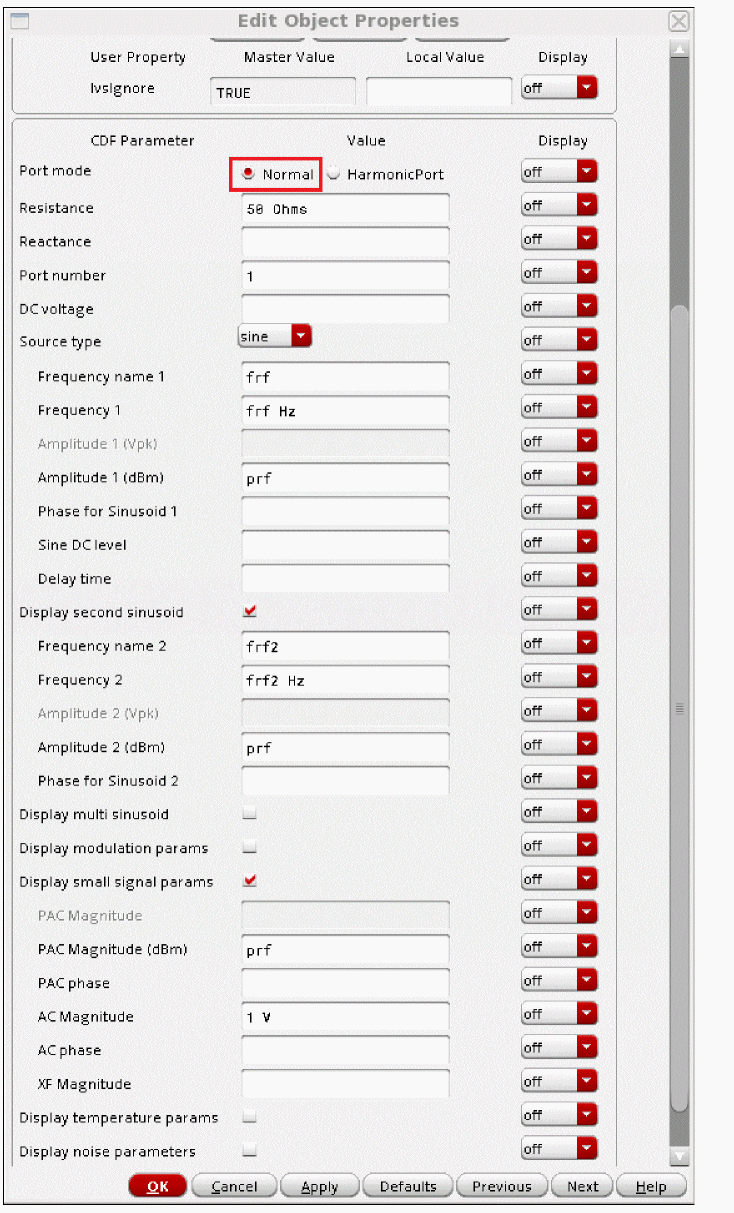 Edit Object Properties
User Property Master Value Local Value Display
lvsIgnore TRUE off
CDF Parameter Value Display
Port mode Normal HarmonicPort off
Resistance 50 Ohms off
Reactance off
Port number 1 off
DC voltage off
Source type sine off
Frequency name 1 frf off
Frequency 1 frf Hz off
Amplitude 1 (Vpk) off
Amplitude 1 (dBm) prf off
Phase for Sinusoid 1 off
Sine DC level off
Delay time off
Display second sinusoid off
Frequency name 2 frf2 off
Frequency 2 frf2 Hz off
Amplitude 2 (Vpk) off
Amplitude 2 (dBm) prf off
Phase for Sinusoid 2 off
Display multi sinusoid off
Display modulation params off
Display small signal params off
PAC Magnitude off
PAC Magnitude (dBm) prf off
PAC phase off
AC Magnitude 1 V off
AC phase off
XF Magnitude off
Display temperature params off
Display noise parameters off
OK Cancel Apply Defaults Previous Next Help